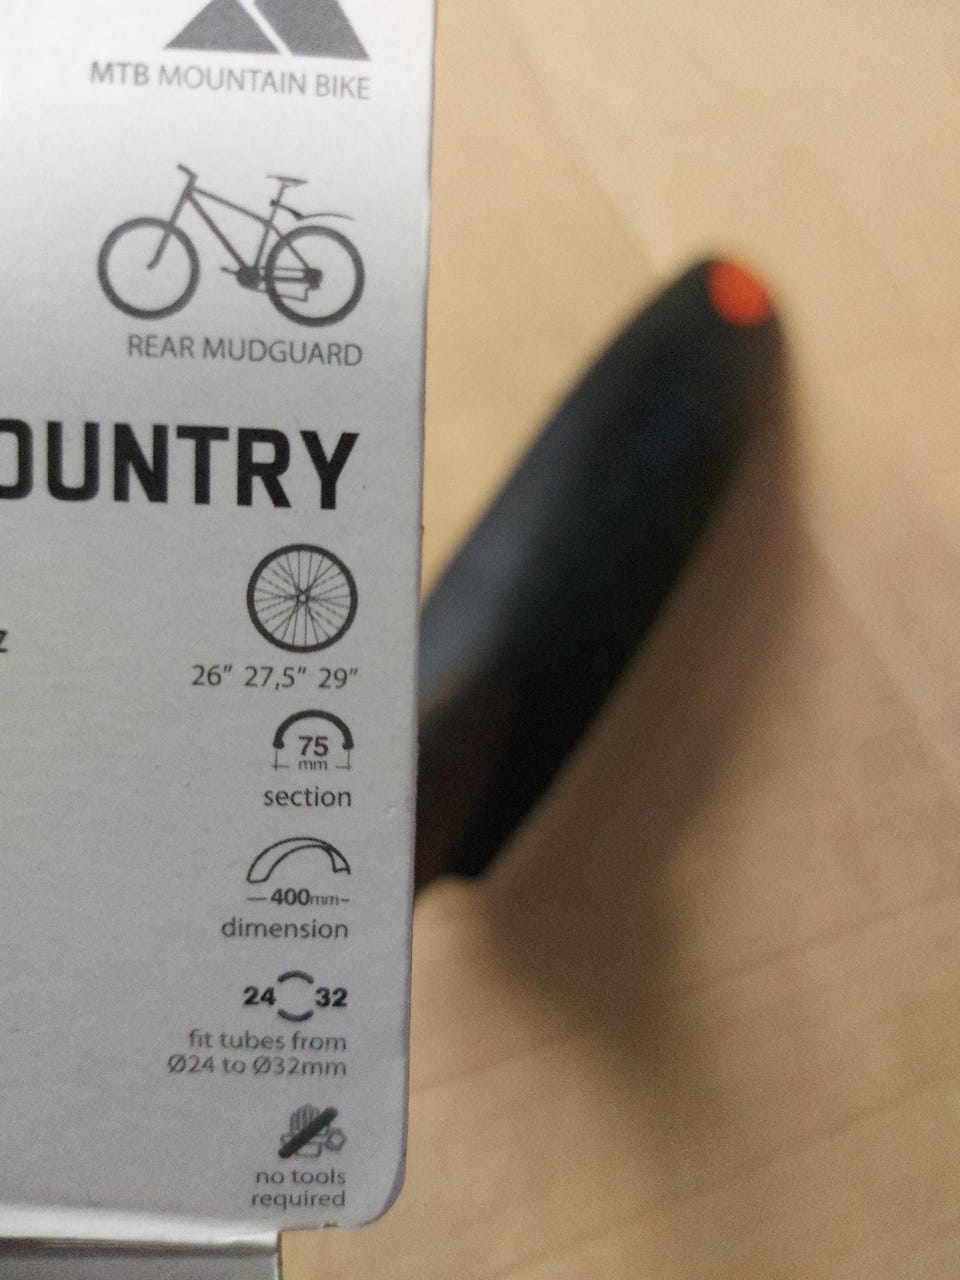 MTB MOUNTAIN BIKE
REAR MUDGUARD
OUNTRY
z
26" 27,5" 29"
75
mm
section
400mm
dimension
24 32
fit tubes from
Ø24 to Ø32mm
no tools
required